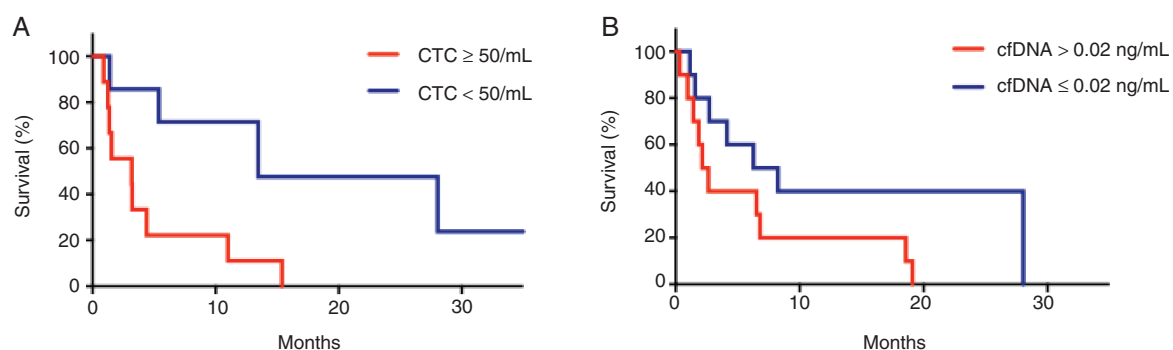 A
CTC ≥ 50/mL
CTC < 50/mL
Survival (%)
100
80
60
40
20
0
0 10 20 30
Months
B
cfDNA > 0.02 ng/mL
cfDNA ≤ 0.02 ng/mL
Survival (%)
100
80
60
40
20
0
0 10 20 30
Months